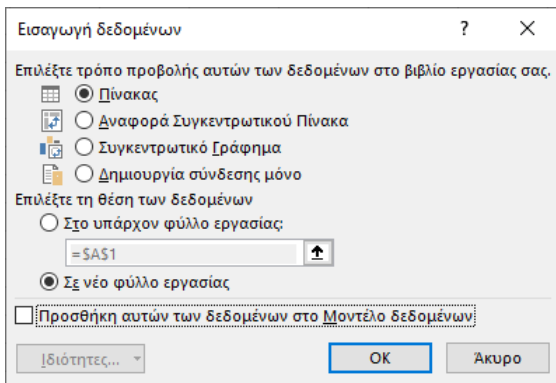 Εισαγωγή δεδομένων ?
Επιλέξτε τρόπο προβολής αυτών των δεδομένων στο βιβλίο εργασίας σας.
Πίνακας
Αναφορά Συγκεντρωτικού Πίνακα
Συγκεντρωτικό Γράφημα
Δημιουργία σύνδεσης μόνο
Επιλέξτε τη θέση των δεδομένων
Στο υπάρχον φύλλο εργασίας:
=$A$1
Σε νέο φύλλο εργασίας
Προσθήκη αυτών των δεδομένων στο Μοντέλο δεδομένων
Ιδιότητες... OK Άκυρο